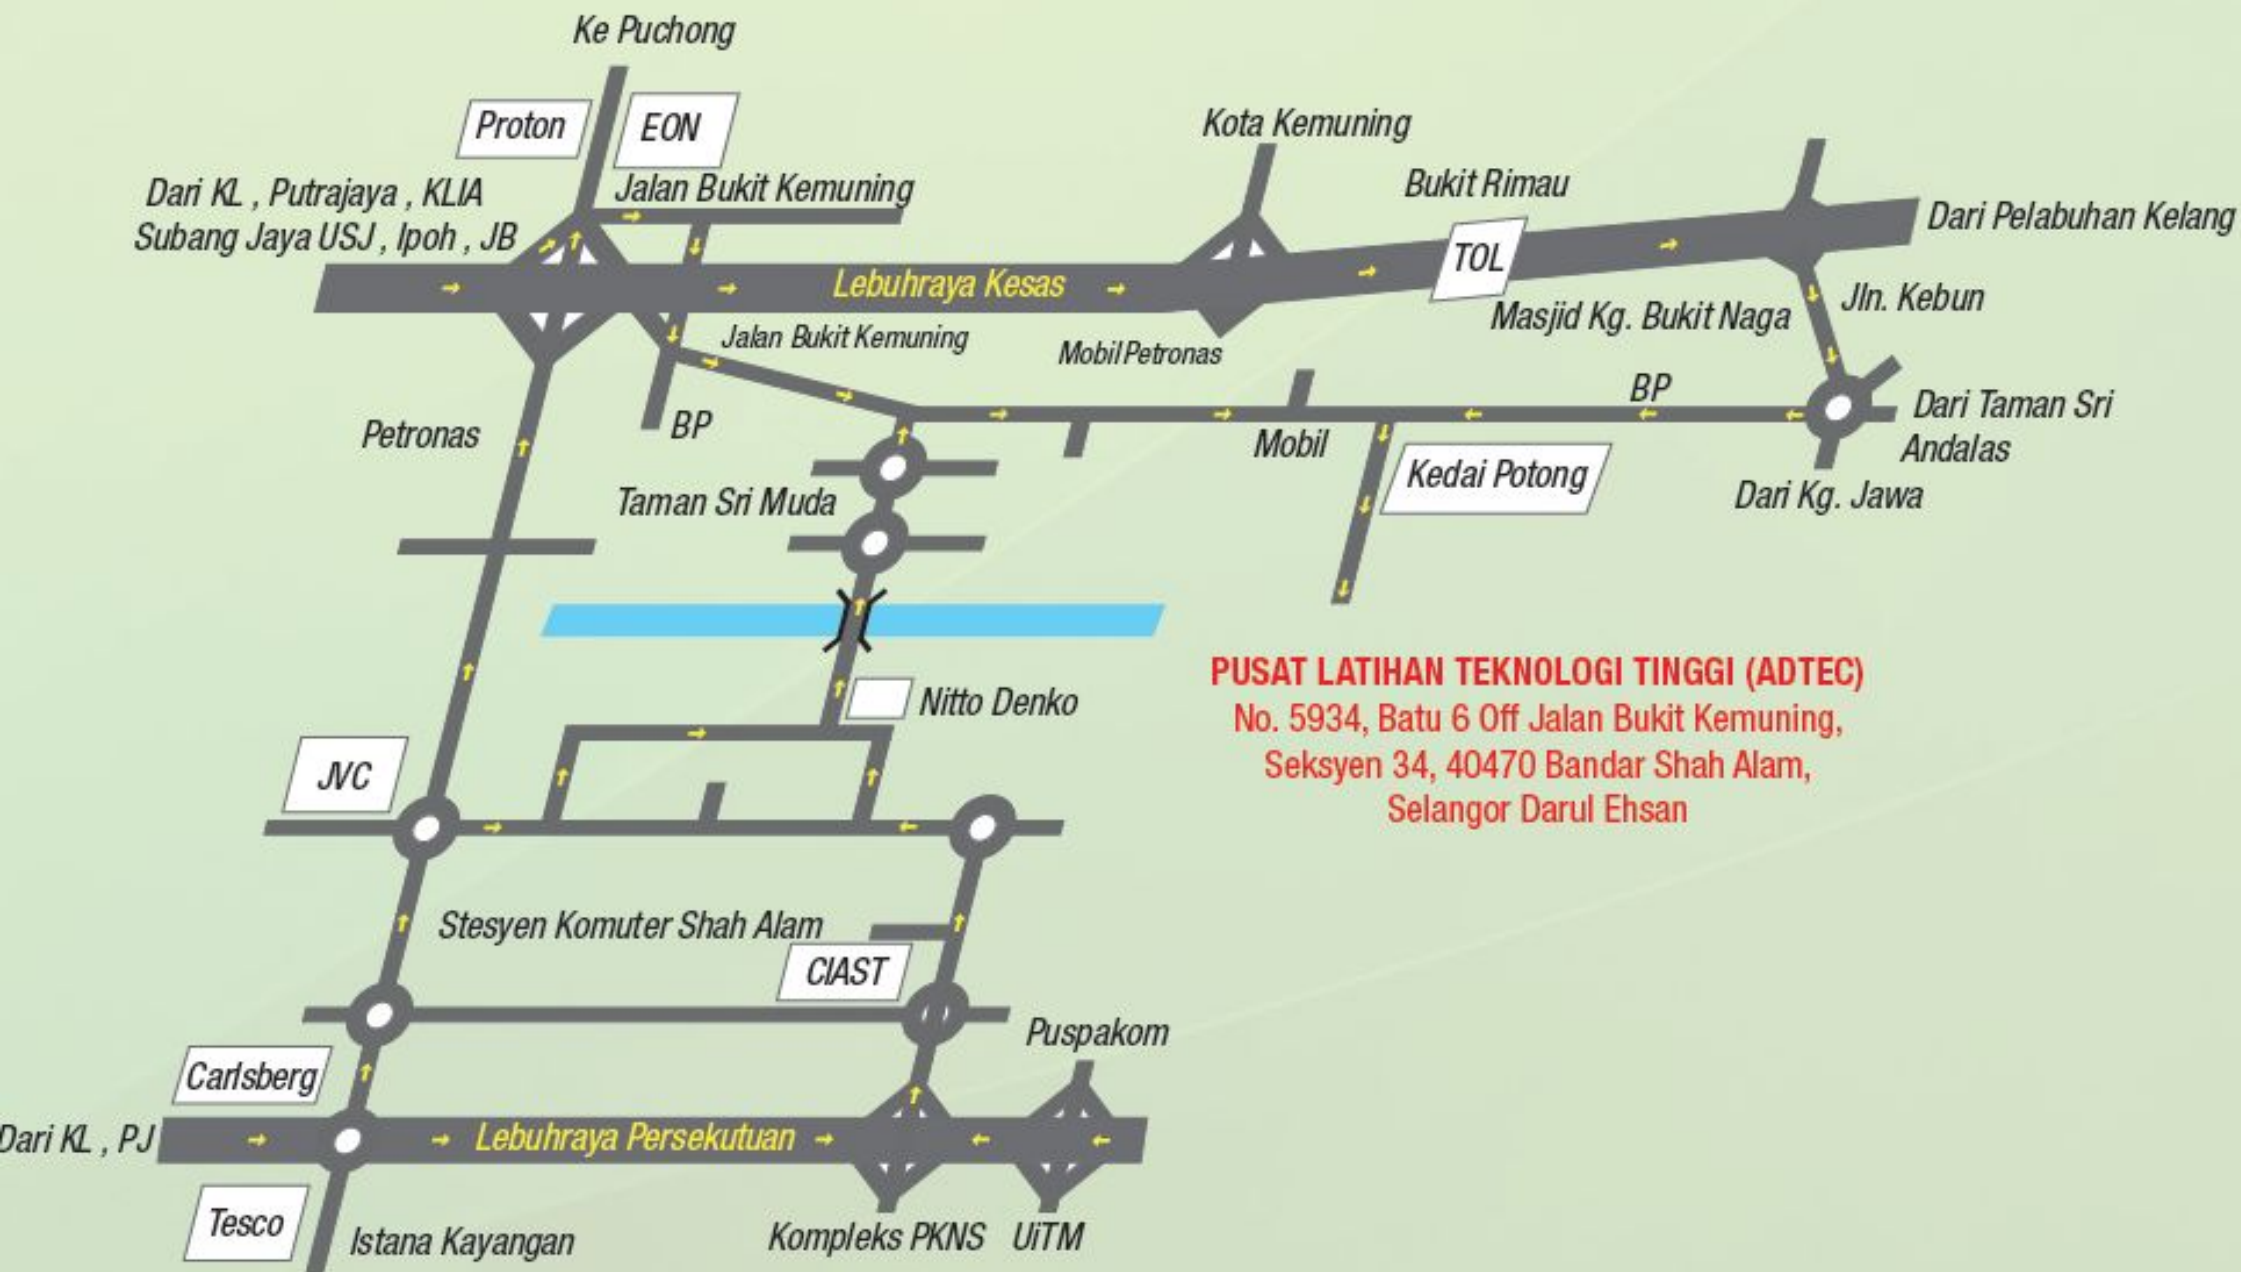 Ke Puchong
Proton
EON
Kota Kemuning
Dari KL , Putrajaya , KLIA
Subang Jaya USJ , Ipoh , JB
Jalan Bukit Kemuning
Bukit Rimau
Dari Pelabuhan Kelang
TOL
Lebuhraya Kesas
Jln. Kebun
Masjid Kg. Bukit Naga
Jalan Bukit Kemuning
Mobil Petronas
BP
Dari Taman Sri
Andalas
Petronas
BP
Mobil
Kedai Potong
Dari Kg. Jawa
Taman Sri Muda
PUSAT LATIHAN TEKNOLOGI TINGGI (ADTEC)
No. 5934, Batu 6 Off Jalan Bukit Kemuning,
Seksyen 34, 40470 Bandar Shah Alam,
Selangor Darul Ehsan
Nitto Denko
JVC
Stesyen Komuter Shah Alam
CIAST
Puspakom
Carlsberg
Dari KL , PJ
Lebuhraya Persekutuan
Tesco
Istana Kayangan
Kompleks PKNS
UiTM